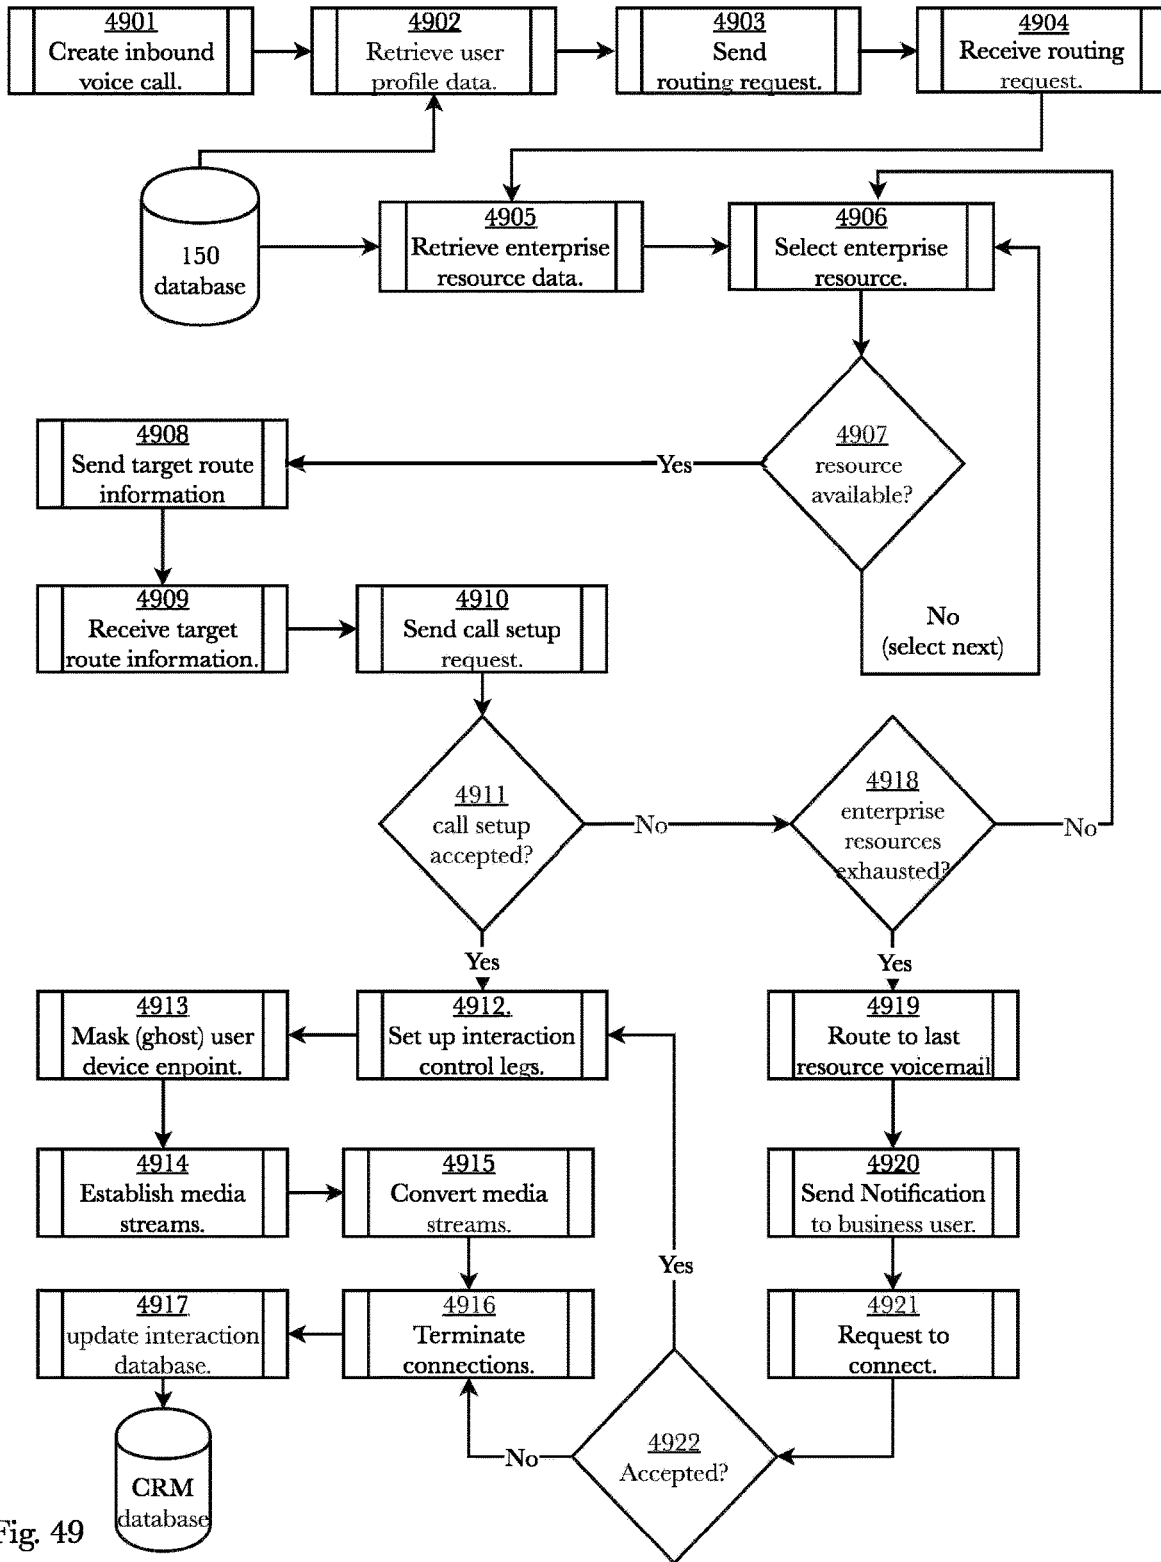 4901
Create inbound
voice call.
4902
Retrieve user
profile data.
4903
Send
routing request.
4904
Receive routing
request.
150
database
4905
Retrieve enterprise
resource data.
4906
Select enterprise
resource.
4907
resource
available?
Yes
No
(select next)
4908
Send target route
information
4909
Receive target
route information.
4910
Send call setup
request.
4911
call setup
accepted?
No
4918
enterprise
resources
exhausted?
No
Yes
Yes
4913
Mask (ghost) user
device enpoint.
4912.
Set up interaction
control legs.
4919
Route to last
resource voicemail
4914
Establish media
streams.
4915
Convert media
streams.
4920
Send Notification
to business user.
Yes
4917
update interaction
database.
4916
Terminate
connections.
4921
Request to
connect.
4922
Accepted?
No
CRM
database
Fig. 49